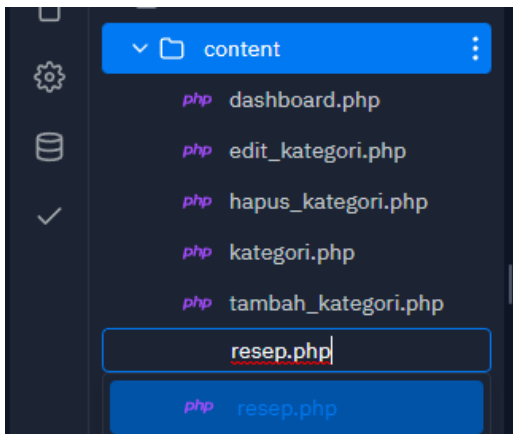 content
php dashboard.php
php edit_kategori.php
php hapus_kategori.php
php kategori.php
php tambah_kategori.php
resep.php
php resep.php